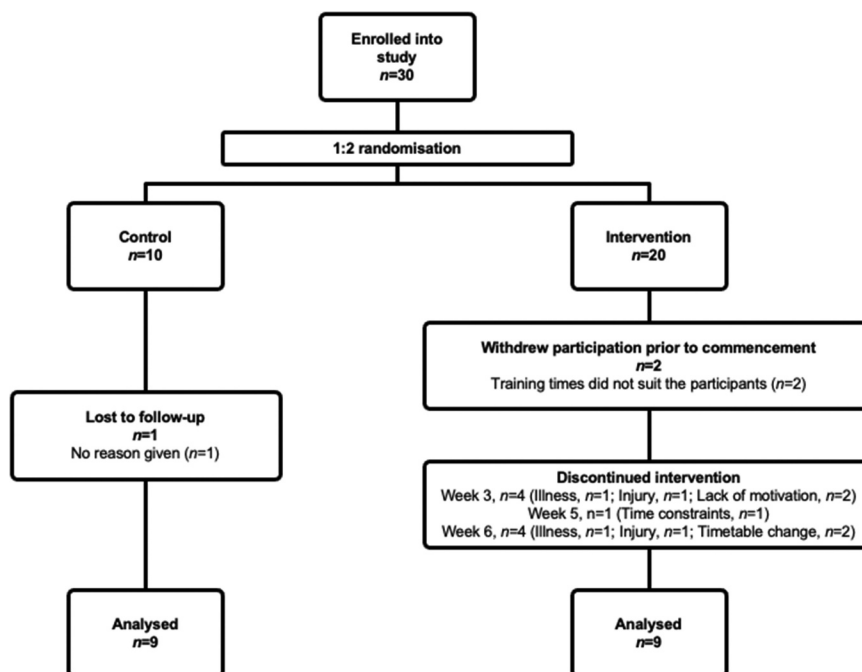 Enrolled into
study
n=30
1:2 randomisation
Control
n=10
Intervention
n=20
Withdrew participation prior to commencement
n=2
Training times did not suit the participants (n=2)
Lost to follow-up
n=1
No reason given (n=1)
Discontinued intervention
Week 3, n=4 (Illness, n=1; Injury, n=1; Lack of motivation, n=2)
Week 5, n=1 (Time constraints, n=1)
Week 6, n=4 (Illness, n=1; Injury, n=1; Timetable change, n=2)
Analysed
n=9
Analysed
n=9